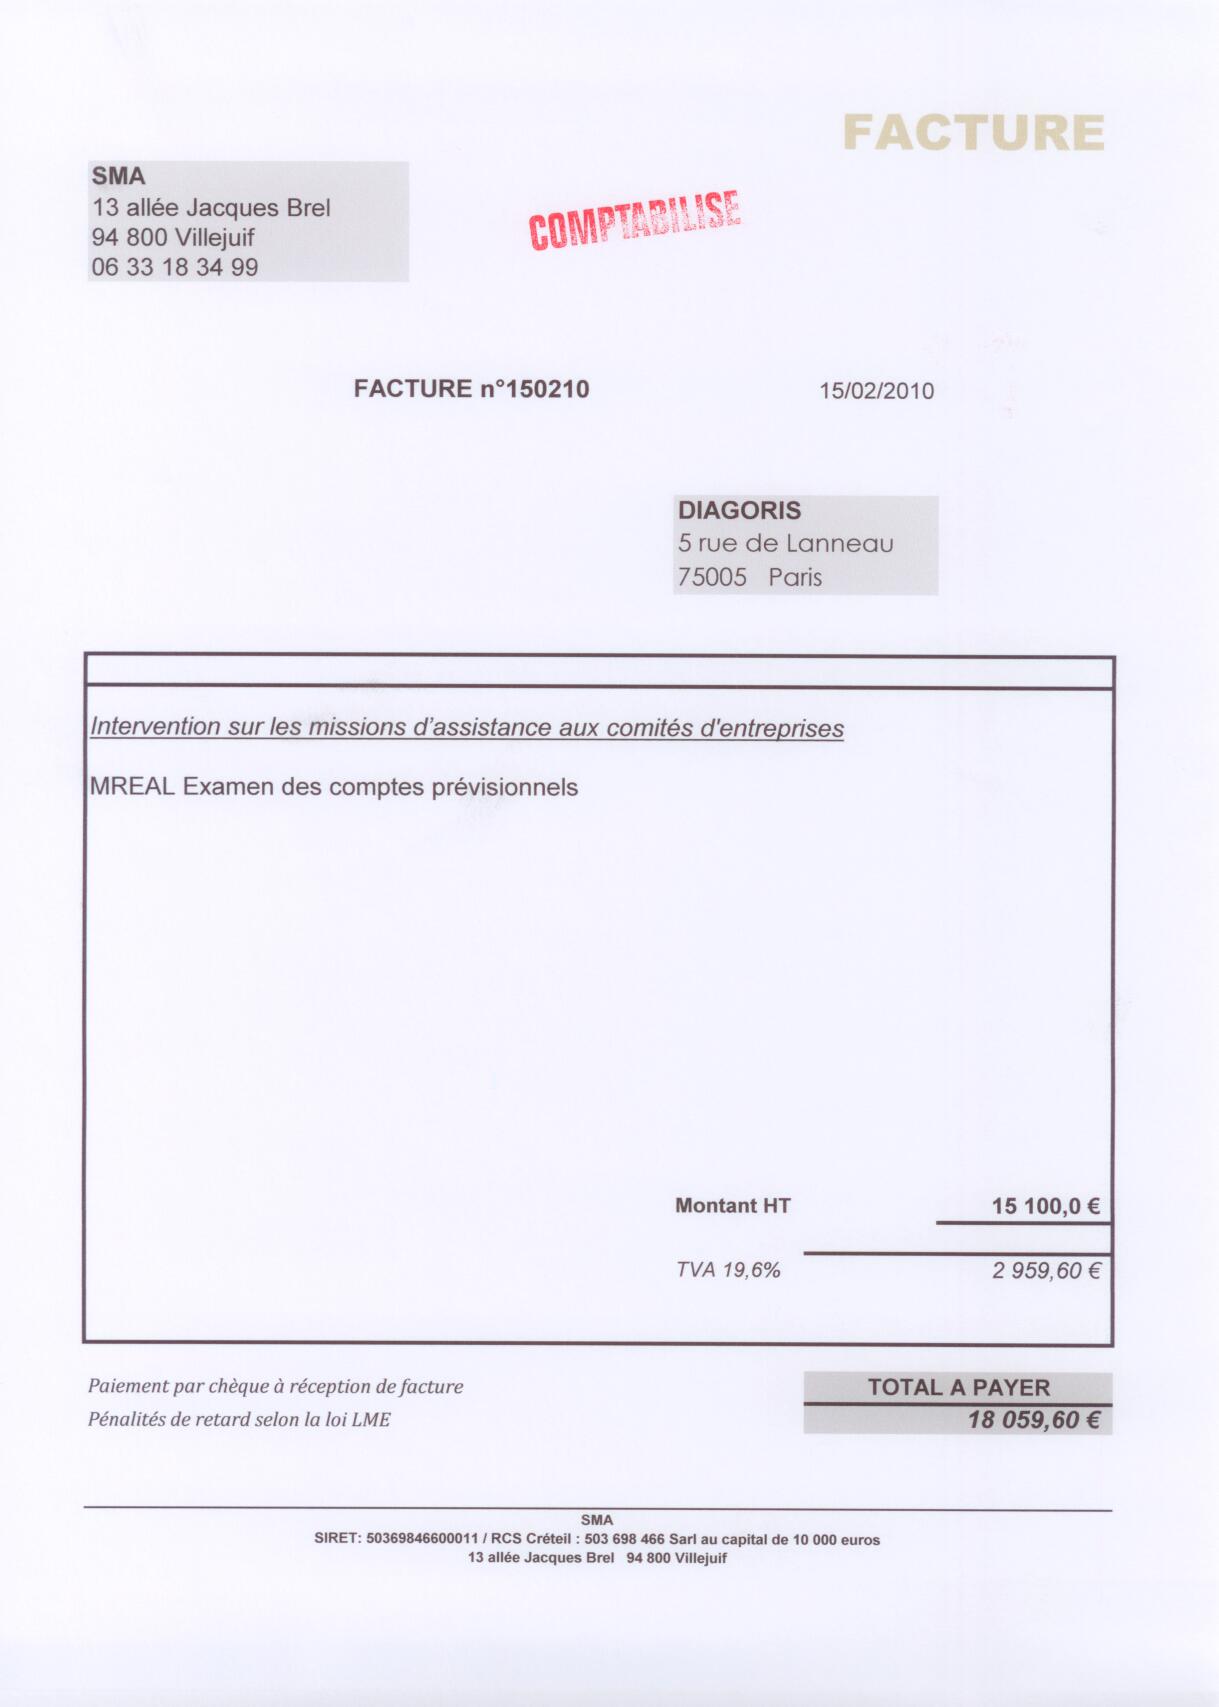 FACTURE
SMA
13 allée Jacques Brel
94 800 Villejuif
06 33 18 34 99
COMPTABILISE
FACTURE n°150210 15/02/2010
DIAGORIS
5 rue de Lanneau
75005 Paris
Intervention sur les missions d’assistance aux comités d'entreprises
MREAL Examen des comptes prévisionnels
Montant HT 15 100,0 €
TVA 19,6% 2 959,60 €
Paiement par chèque à réception de facture
Pénalités de retard selon la loi LME
TOTAL A PAYER
18 059,60 €
SMA
SIRET: 50369846600011 / RCS Créteil : 503 698 466 Sarl au capital de 10 000 euros
13 allée Jacques Brel 94 800 Villejuif